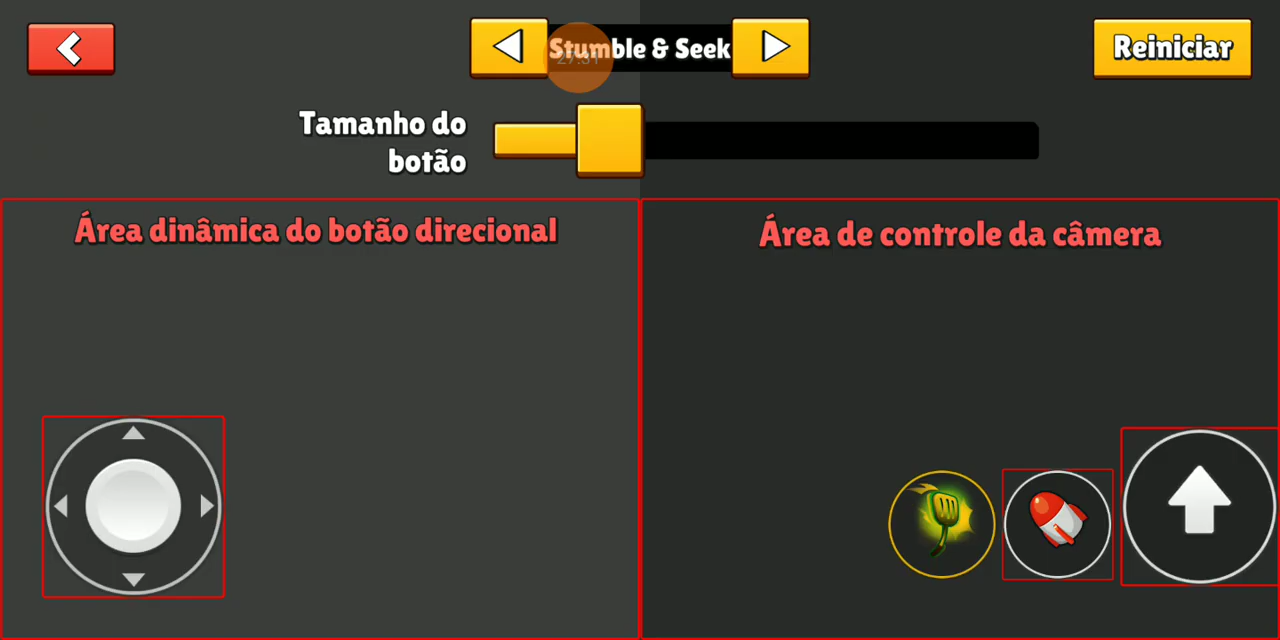 Stumble & Seek
Reiniciar
Tamanho do
botão
Área dinâmica do botão direcional
Área de controle da câmera